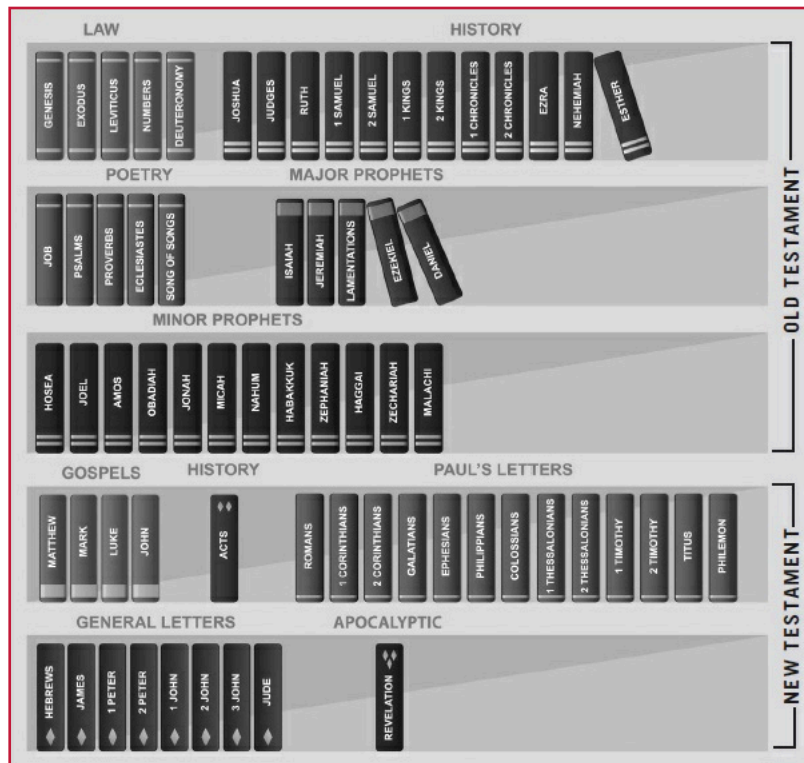 LAW HISTORY
GENESIS
EXODUS
LEVITICUS
NUMBERS
DEUTERONOMY
JOSHUA
JUDGES
RUTH
1 SAMUEL
2 SAMUEL
1 KINGS
2 KINGS
1 CHRONICLES
2 CHRONICLES
EZRA
NEHEMIAH
ESTHER
POETRY MAJOR PROPHETS
JOB
PSALMS
PROVERBS
ECLESIASTES
SONG OF SONGS
ISAIAH
JEREMIAH
LAMENTATIONS
EZEKIEL
DANIEL
MINOR PROPHETS
HOSEA
JOEL
AMOS
OBADIAH
JONAH
MICAH
NAHUM
HABAKKUK
ZEPHANIAH
HAGGAI
ZECHARIAH
MALACHI
OLD TESTAMENT
GOSPELS HISTORY PAUL'S LETTERS
MATTHEW
MARK
LUKE
JOHN
ACTS
ROMANS
1 CORINTHIANS
2 CORINTHIANS
GALATIANS
EPHESIANS
PHILIPPIANS
COLOSSIANS
1 THESSALONIANS
2 THESSALONIANS
1 TIMOTHY
2 TIMOTHY
TITUS
PHILEMON
GENERAL LETTERS APOCALYPTIC
HEBREWS
JAMES
1 PETER
2 PETER
1 JOHN
2 JOHN
3 JOHN
JUDE
REVELATION
NEW TESTAMENT